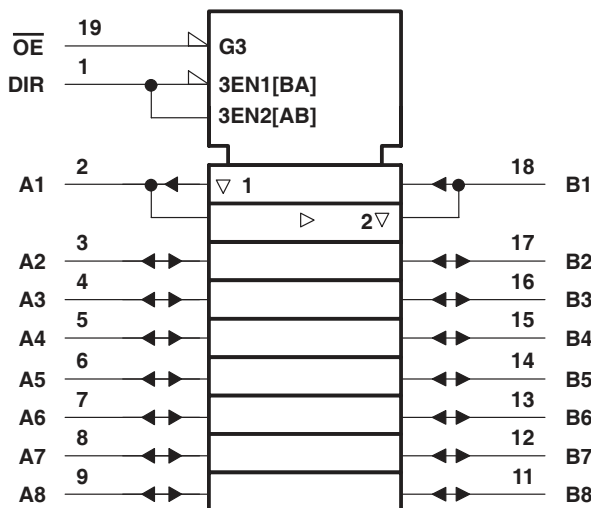 19
OE G3
1
DIR 3EN1[BA]
3EN2[AB]
2 18
A1 1 B1
2
3 17
A2 B2
4 16
A3 B3
5 15
A4 B4
6 14
A5 B5
7 13
A6 B6
8 12
A7 B7
9 11
A8 B8